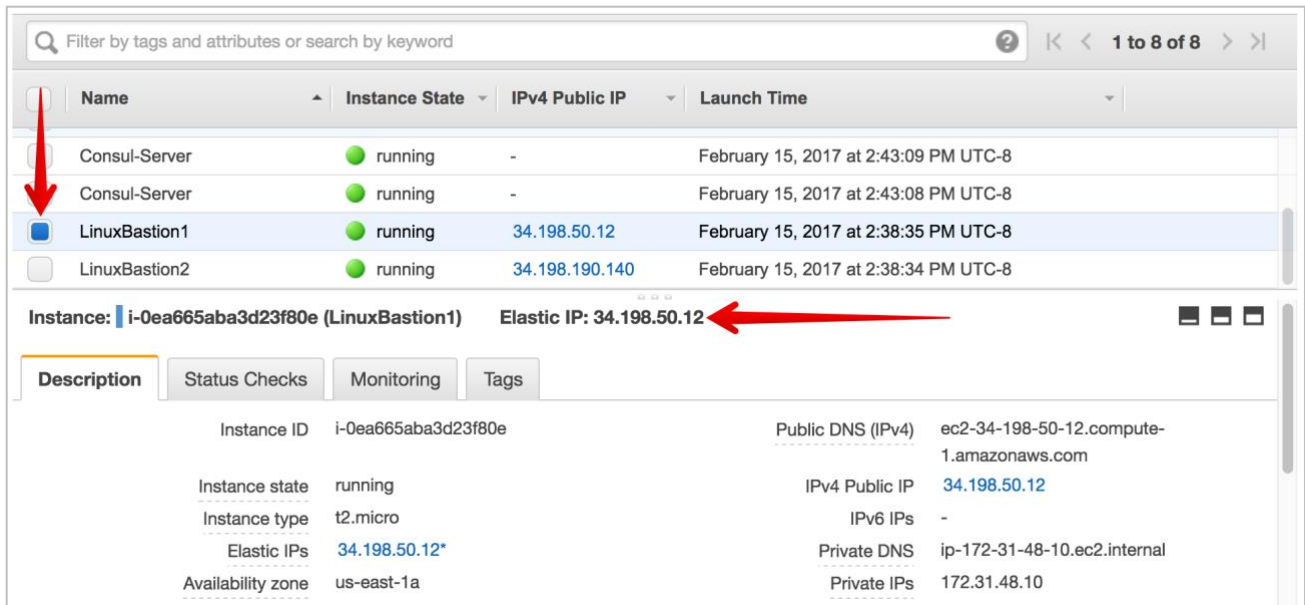 Filter by tags and attributes or search by keyword 1 to 8 of 8
Name Instance State IPv4 Public IP Launch Time
Consul-Server running - February 15, 2017 at 2:43:09 PM UTC-8
Consul-Server running - February 15, 2017 at 2:43:08 PM UTC-8
LinuxBastion1 running 34.198.50.12 February 15, 2017 at 2:38:35 PM UTC-8
LinuxBastion2 running 34.198.190.140 February 15, 2017 at 2:38:34 PM UTC-8
Instance: i-0ea665aba3d23f80e (LinuxBastion1) Elastic IP: 34.198.50.12
Description Status Checks Monitoring Tags
Instance ID i-0ea665aba3d23f80e Public DNS (IPv4) ec2-34-198-50-12.compute-
1.amazonaws.com
Instance state running IPv4 Public IP 34.198.50.12
Instance type t2.micro IPv6 IPs -
Elastic IPs 34.198.50.12* Private DNS ip-172-31-48-10.ec2.internal
Availability zone us-east-1a Private IPs 172.31.48.10